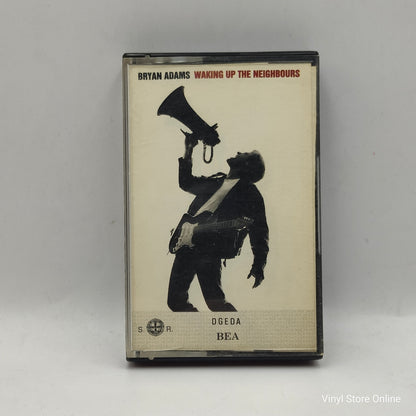 BRYAN ADAMS WAKING UP THE NEIGHBOURS
S. R.
OGEDA
BEA
Vinyl Store Online